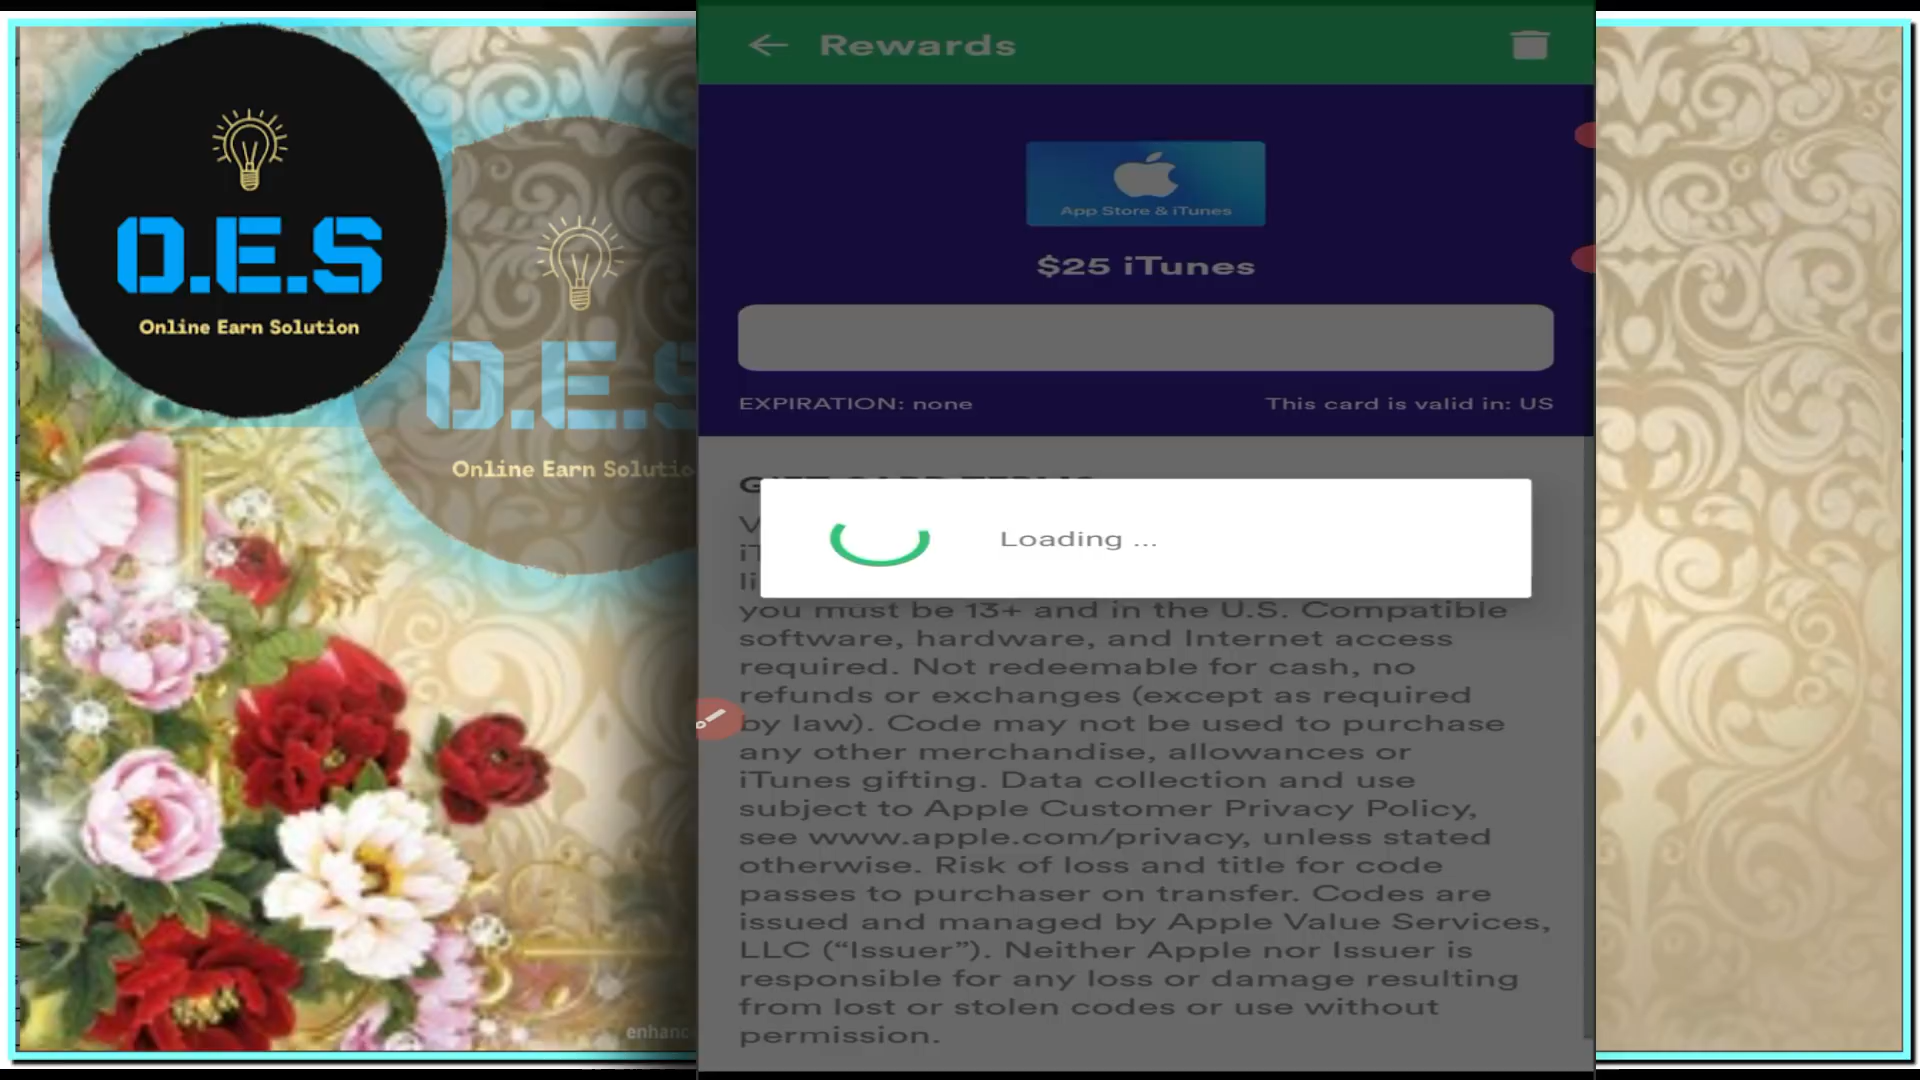 O.E.S
Online Earn Solution
O.E.S
Online Earn Solutio
Rewards
App Store & iTunes
$25 iTunes
EXPIRATION: none
This card is valid in: US
Loading ...
you must be 13+ and in the U.S. Compatible
software, hardware, and Internet access
required. Not redeemable for cash, no
refunds or exchanges (except as required
by law). Code may not be used to purchase
any other merchandise, allowances or
iTunes gifting. Data collection and use
subject to Apple Customer Privacy Policy,
see www.apple.com/privacy, unless stated
otherwise. Risk of loss and title for code
passes to purchaser on transfer. Codes are
issued and managed by Apple Value Services,
LLC (“Issuer”). Neither Apple nor Issuer is
responsible for any loss or damage resulting
from lost or stolen codes or use without
permission.
enhanc